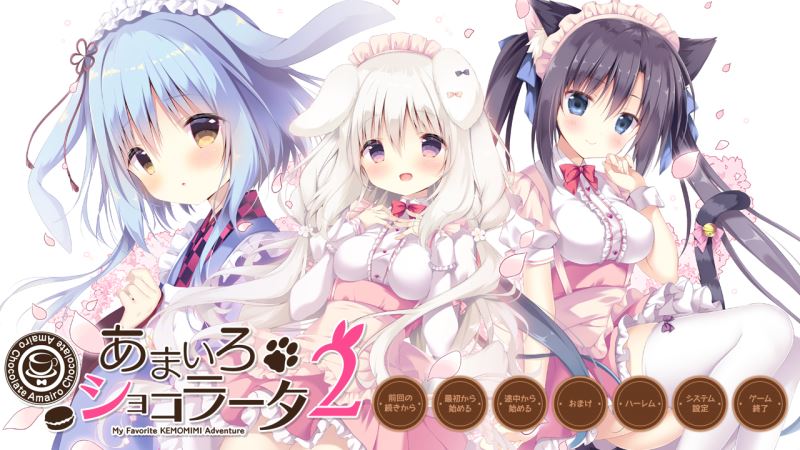 Chocolate Amairo Chocolate Amairo
あまいろ
ショコラータ2
My Favorite KEMOMIMI Adventure
前回の
続きから
最初から
始める
途中から
始める
おまけ
ハーレム
システム
設定
ゲーム
終了